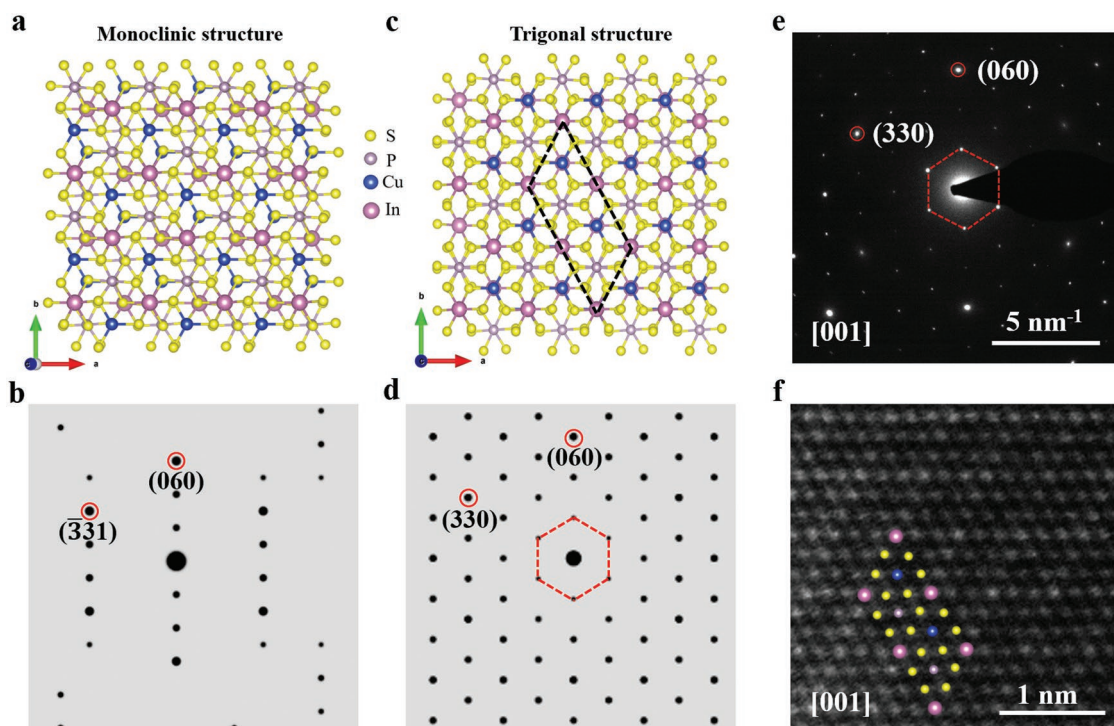 a
Monoclinic structure
b
a
S
P
Cu
In
c
Trigonal structure
b
a
e
(060)
(330)
[001]
5 nm⁻¹
b
(060)
(3̅31)
d
(060)
(330)
f
[001]
1 nm